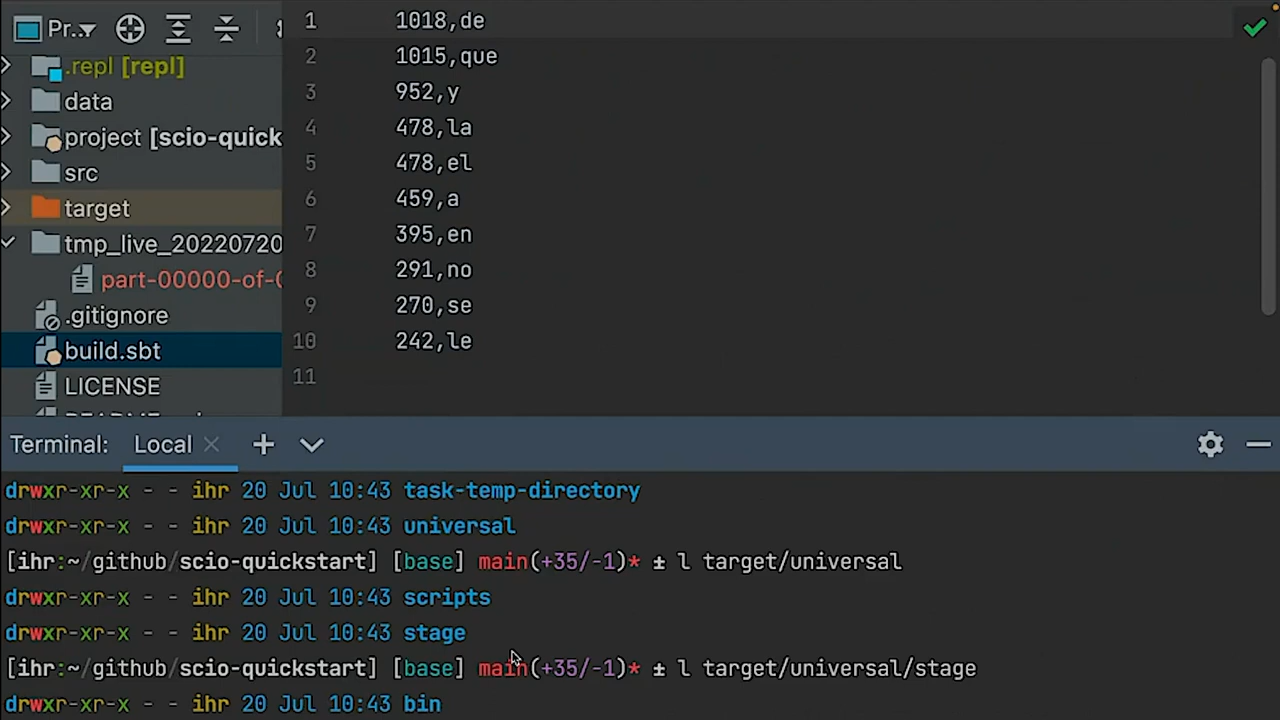 Pr..
.repl [repl]
data
project [scio-quick
src
target
tmp_live_20220720
part-00000-of-0
.gitignore
build.sbt
LICENSE
1 1018,de
2 1015,que
3 952,y
4 478,la
5 478,el
6 459,a
7 395,en
8 291,no
9 270,se
10 242,le
11
Terminal: Local
drwxr-xr-x - - ihr 20 Jul 10:43 task-temp-directory
drwxr-xr-x - - ihr 20 Jul 10:43 universal
[ihr:~/github/scio-quickstart] [base] main(+35/-1)* ± l target/universal
drwxr-xr-x - - ihr 20 Jul 10:43 scripts
drwxr-xr-x - - ihr 20 Jul 10:43 stage
[ihr:~/github/scio-quickstart] [base] main(+35/-1)* ± l target/universal/stage
drwxr-xr-x - - ihr 20 Jul 10:43 bin